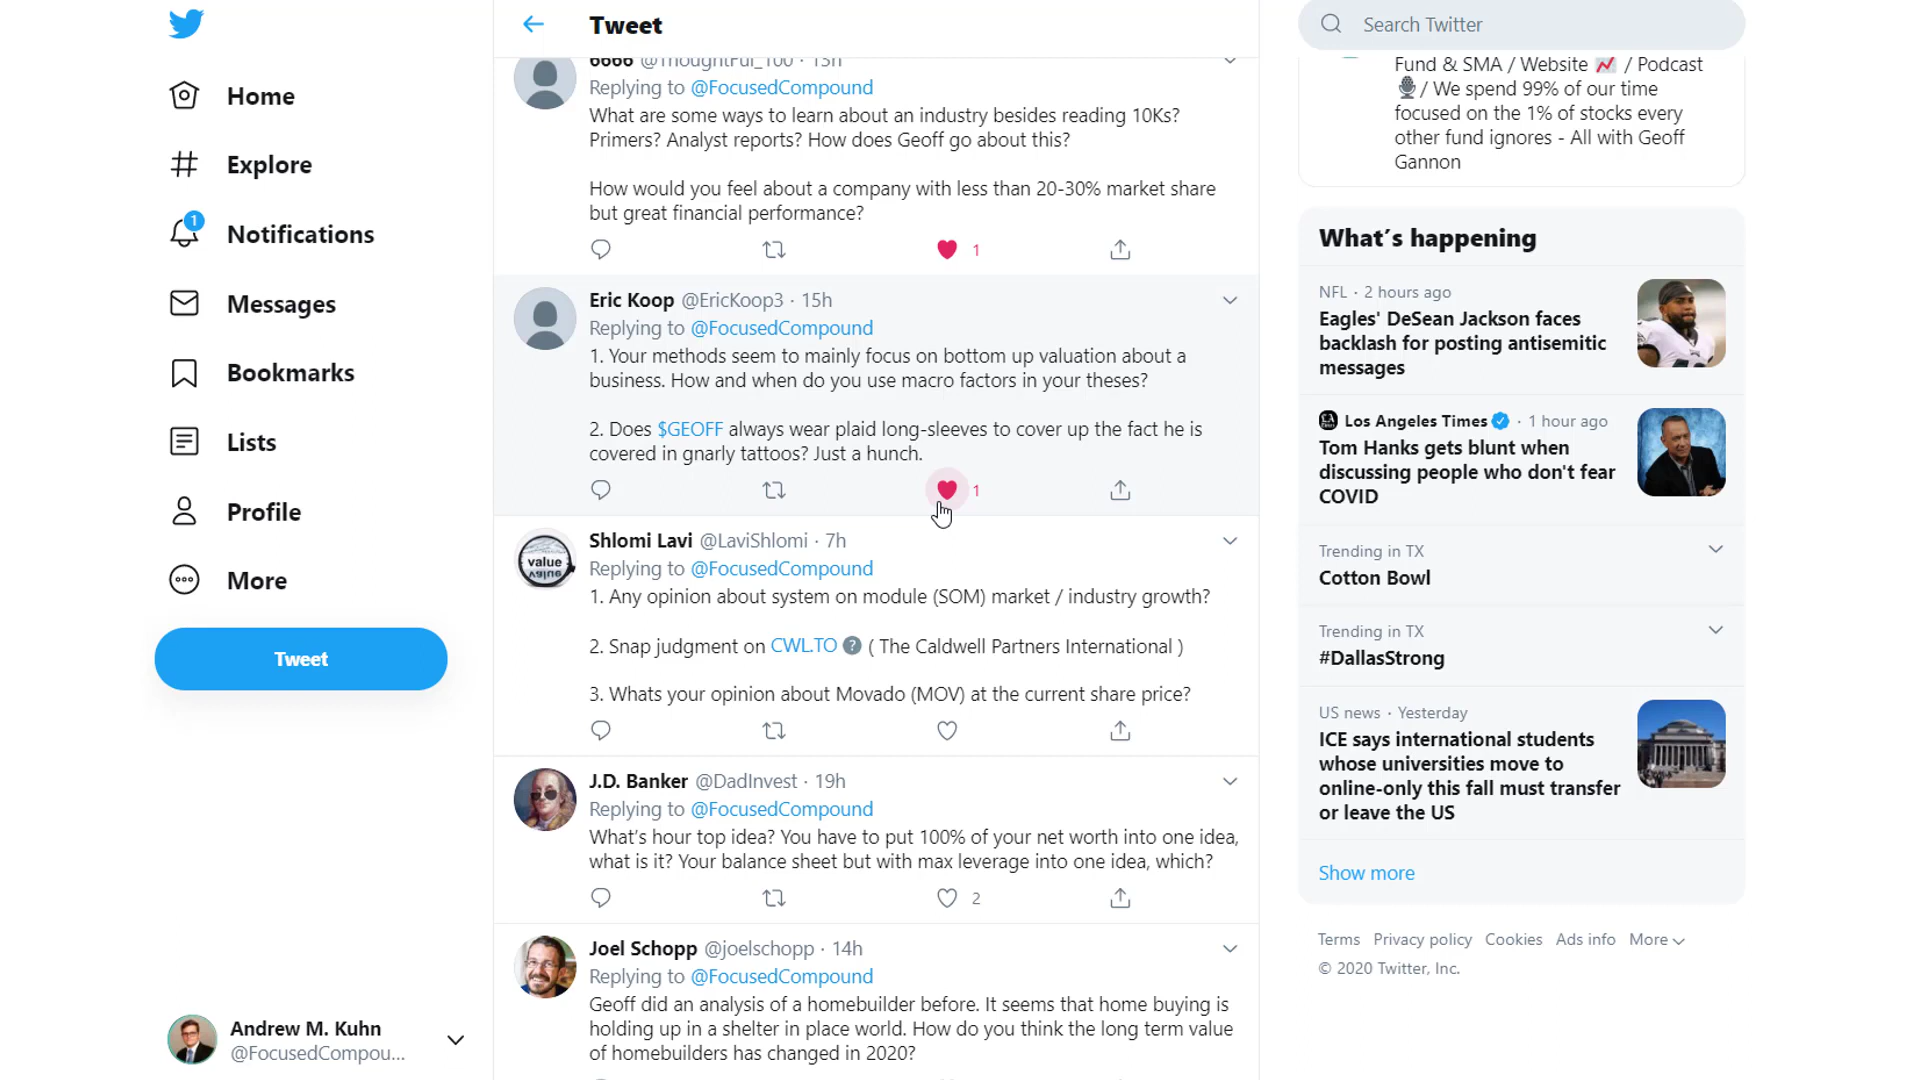 Tweet
Search Twitter
Home
Explore
1
Notifications
Messages
Bookmarks
Lists
Profile
More
Tweet
Andrew M. Kuhn
@FocusedCompou...
6666 @ThoughtFul_100 · 13h
Replying to @FocusedCompound
What are some ways to learn about an industry besides reading 10Ks?
Primers? Analyst reports? How does Geoff go about this?
How would you feel about a company with less than 20-30% market share
but great financial performance?
1
Eric Koop @EricKoop3 · 15h
Replying to @FocusedCompound
1. Your methods seem to mainly focus on bottom up valuation about a
business. How and when do you use macro factors in your theses?
2. Does $GEOFF always wear plaid long-sleeves to cover up the fact he is
covered in gnarly tattoos? Just a hunch.
1
Shlomi Lavi @LaviShlomi · 7h
Replying to @FocusedCompound
1. Any opinion about system on module (SOM) market / industry growth?
2. Snap judgment on CWL.TO ? ( The Caldwell Partners International )
3. Whats your opinion about Movado (MOV) at the current share price?
value
J.D. Banker @DadInvest · 19h
Replying to @FocusedCompound
What's hour top idea? You have to put 100% of your net worth into one idea,
what is it? Your balance sheet but with max leverage into one idea, which?
2
Joel Schopp @joelschopp · 14h
Replying to @FocusedCompound
Geoff did an analysis of a homebuilder before. It seems that home buying is
holding up in a shelter in place world. How do you think the long term value
of homebuilders has changed in 2020?
Fund & SMA / Website / Podcast
/ We spend 99% of our time
focused on the 1% of stocks every
other fund ignores - All with Geoff
Gannon
What's happening
NFL · 2 hours ago
Eagles' DeSean Jackson faces
backlash for posting antisemitic
messages
Los Angeles Times · 1 hour ago
Tom Hanks gets blunt when
discussing people who don't fear
COVID
Trending in TX
Cotton Bowl
Trending in TX
#DallasStrong
US news · Yesterday
ICE says international students
whose universities move to
online-only this fall must transfer
or leave the US
Show more
Terms Privacy policy Cookies Ads info More
© 2020 Twitter, Inc.